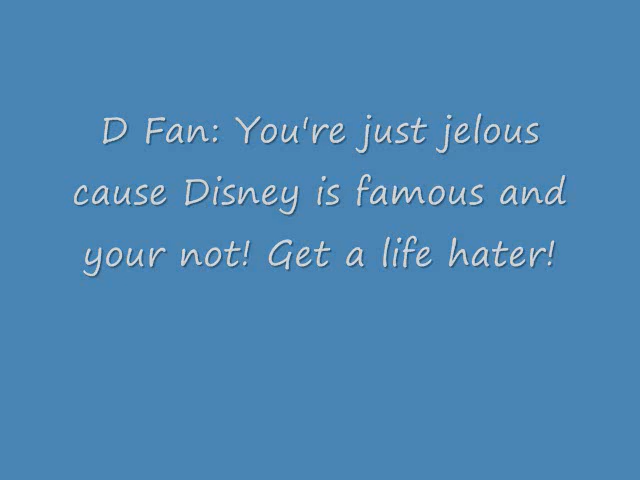 D Fan: You're just jelous
cause Disney is famous and
your not! Get a life hater!